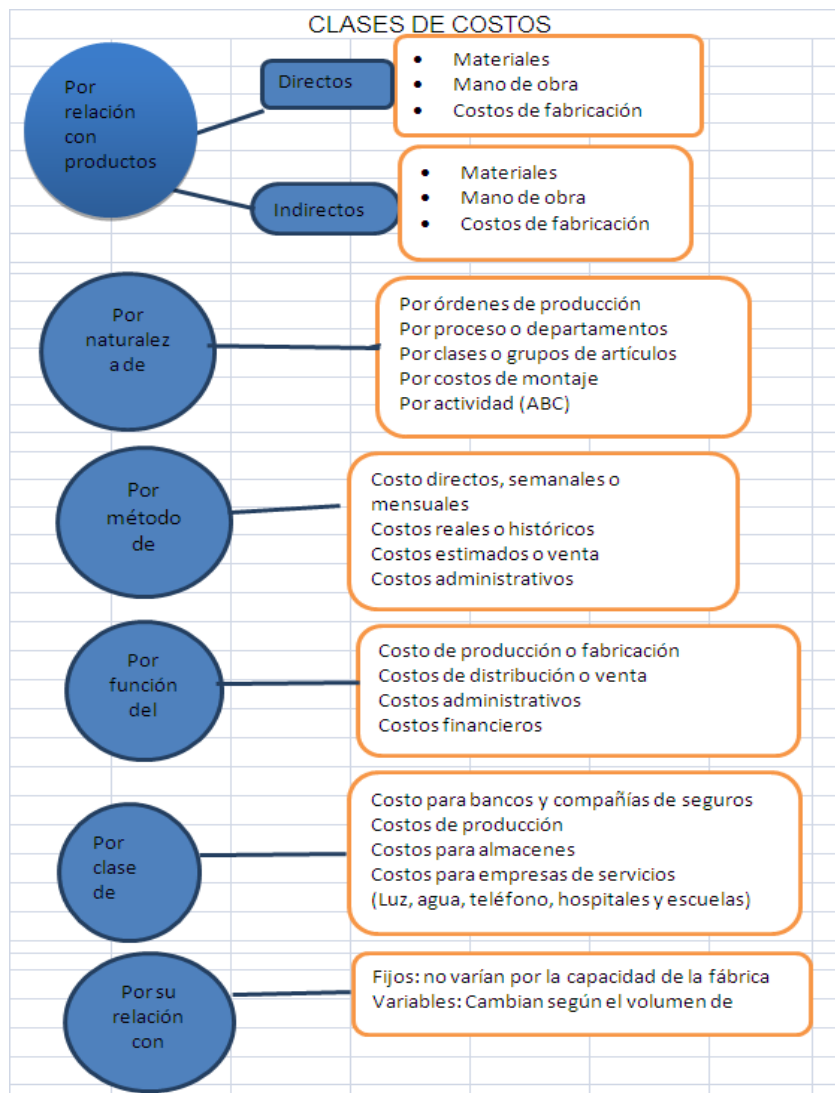 CLASES DE COSTOS
Por
relación
con
productos
Directos
• Materiales
• Mano de obra
• Costos de fabricación
Indirectos
• Materiales
• Mano de obra
• Costos de fabricación
Por
naturalez
a de
Por órdenes de producción
Por proceso o departamentos
Por clases o grupos de artículos
Por costos de montaje
Por actividad (ABC)
Por
método
de
Costo directos, semanales o
mensuales
Costos reales o históricos
Costos estimados o venta
Costos administrativos
Por
función
del
Costo de producción o fabricación
Costos de distribución o venta
Costos administrativos
Costos financieros
Por
clase
de
Costo para bancos y compañías de seguros
Costos de producción
Costos para almacenes
Costos para empresas de servicios
(Luz, agua, teléfono, hospitales y escuelas)
Por su
relación
con
Fijos: no varían por la capacidad de la fábrica
Variables: Cambian según el volumen de